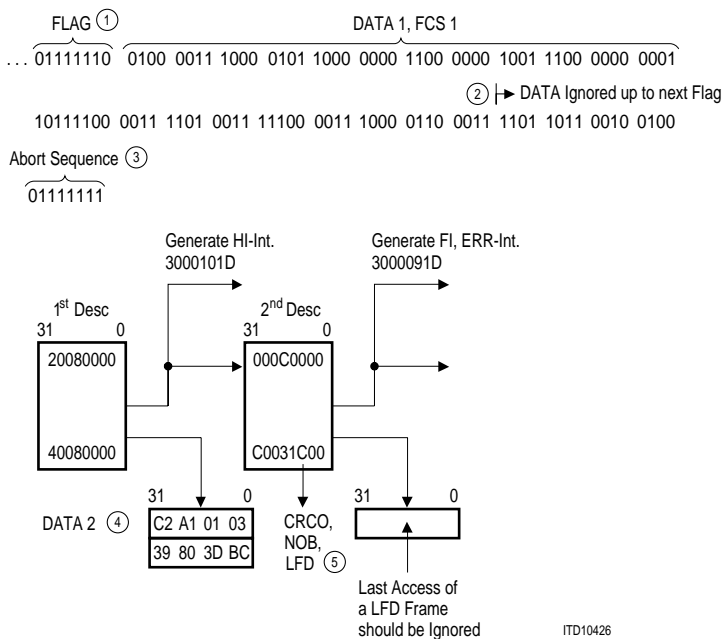 FLAG 1 DATA 1, FCS 1
... 01111110 0100 0011 1000 0101 1000 0000 1100 0000 1001 1100 0000 0001
2 DATA Ignored up to next Flag
10111100 0011 1101 0011 11100 0011 1000 0110 0011 1101 1011 0010 0100
Abort Sequence 3
01111111
Generate HI-Int.
3000101D
Generate FI, ERR-Int.
3000091D
1st Desc
31 0
20080000
40080000
2nd Desc
31 0
000C0000
C0031C00
DATA 2 4
31 0
C2 A1 01 03
39 80 3D BC
CRCO,
NOB,
LFD 5
31 0
Last Access of
a LFD Frame
should be Ignored
ITD10426